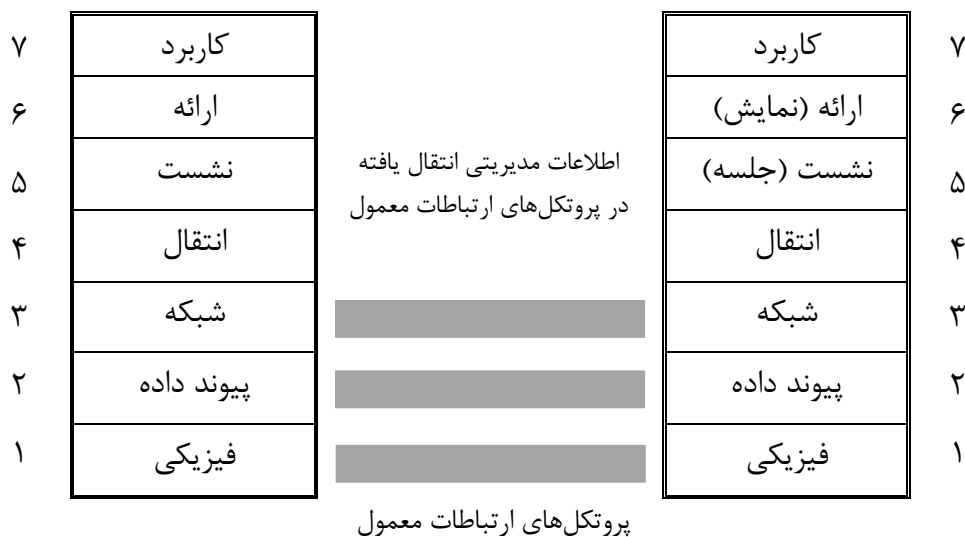 ۷ کاربرد کاربرد ۷
۶ ارائه (نمایش) ارائه ۶
۵ نشست (جلسه) اطلاعات مدیریتی انتقال یافته نشست ۵
در پروتکل‌های ارتباطات معمول
۴ انتقال انتقال ۴
۳ شبکه شبکه ۳
۲ پیوند داده پیوند داده ۲
۱ فیزیکی فیزیکی ۱
پروتکل‌های ارتباطات معمول